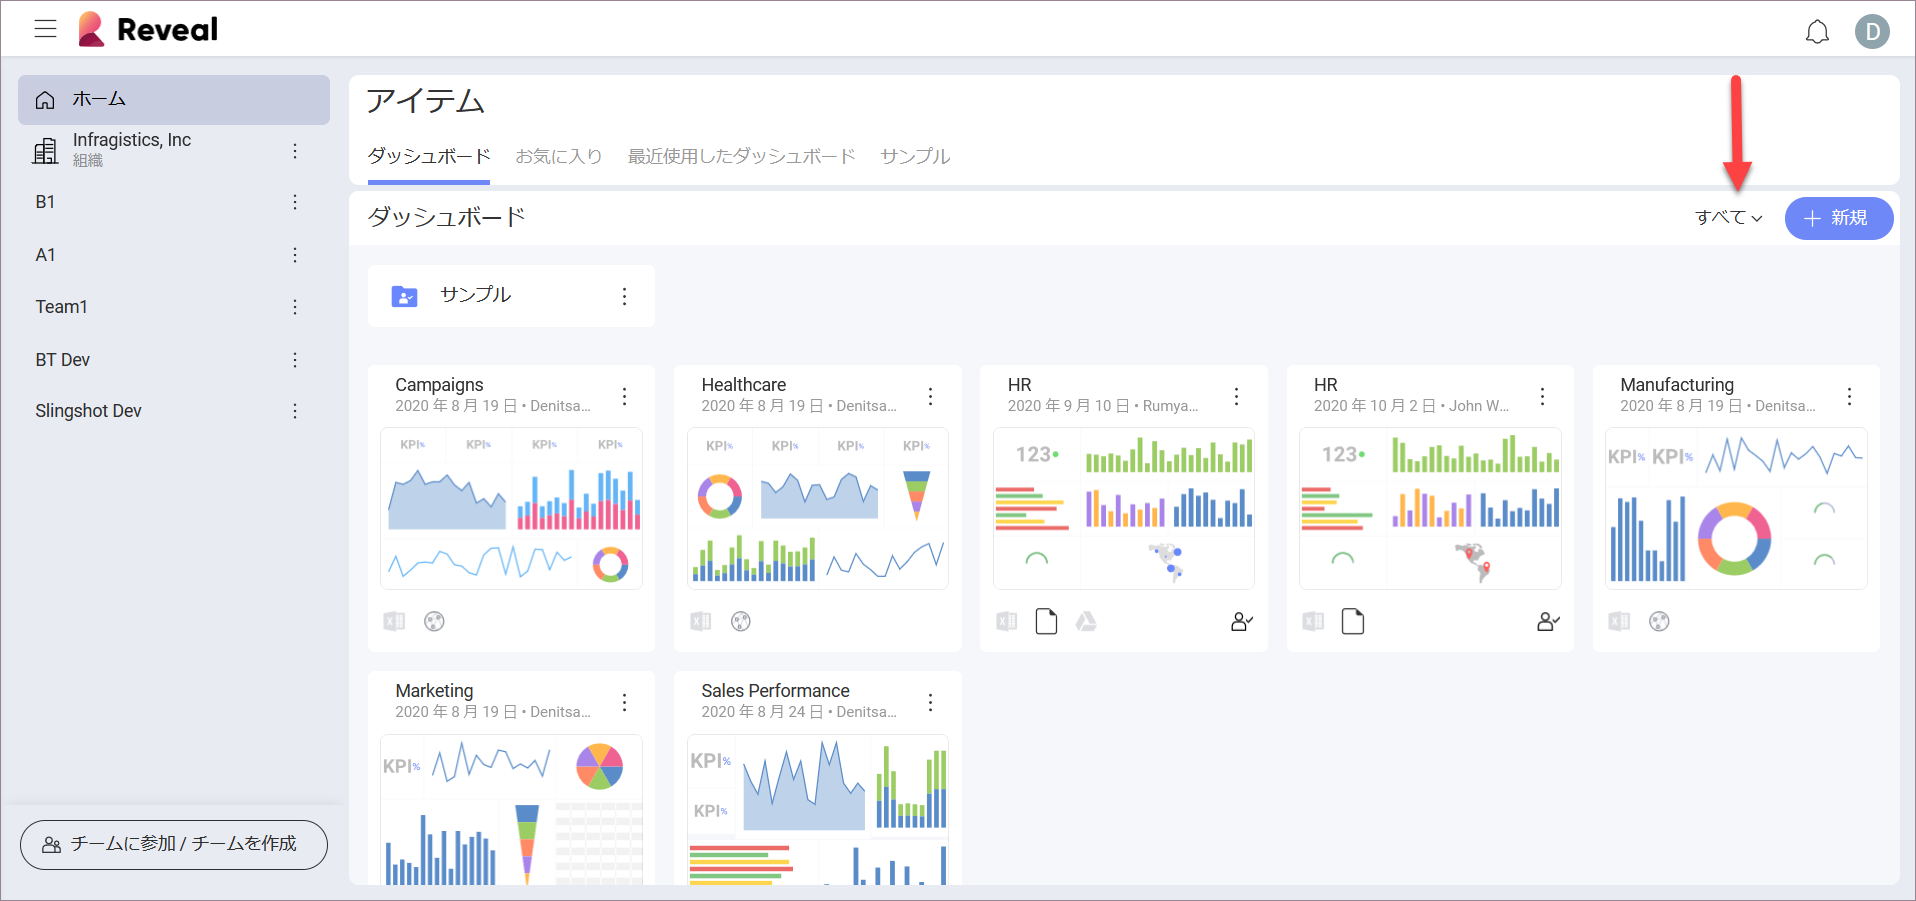 Reveal
D
ホーム
Infragistics, Inc
組織
B1
A1
Team1
BT Dev
Slingshot Dev
チームに参加 / チームを作成
アイテム
ダッシュボード お気に入り 最近使用したダッシュボード サンプル
ダッシュボード
すべて
新規
サンプル
Campaigns
2020 年 8 月 19 日 • Denitsa...
KPI% KPI% KPI% KPI%
Healthcare
2020 年 8 月 19 日 • Denitsa...
KPI% KPI% KPI% KPI%
HR
2020 年 9 月 10 日 • Rumya...
123
HR
2020 年 10 月 2 日 • John W...
123
Manufacturing
2020 年 8 月 19 日 • Denitsa...
KPI% KPI%
Marketing
2020 年 8 月 19 日 • Denitsa...
KPI%
Sales Performance
2020 年 8 月 24 日 • Denitsa...
KPI%
KPI%